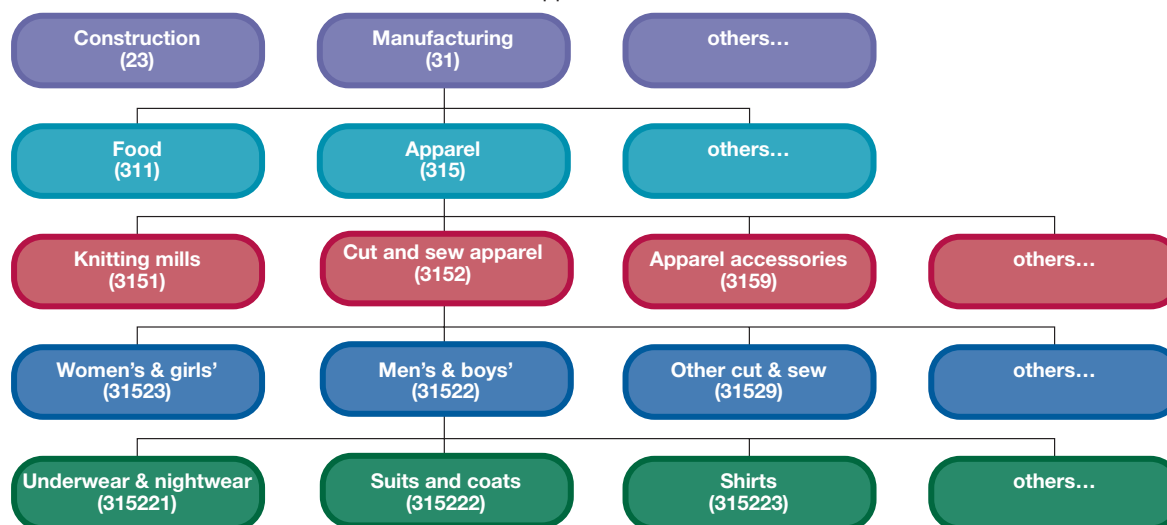 Construction
(23)
Manufacturing
(31)
others…
Food
(311)
Apparel
(315)
others…
Knitting mills
(3151)
Cut and sew apparel
(3152)
Apparel accessories
(3159)
others…
Women’s & girls’
(31523)
Men’s & boys’
(31522)
Other cut & sew
(31529)
others…
Underwear & nightwear
(315221)
Suits and coats
(315222)
Shirts
(315223)
others…